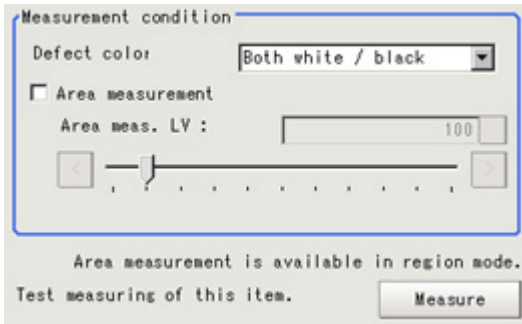 Measurement condition
Defect color
Both white / black
Area measurement
Area meas. LV :
100
< >
Area measurement is available in region mode.
Test measuring of this item.
Measure